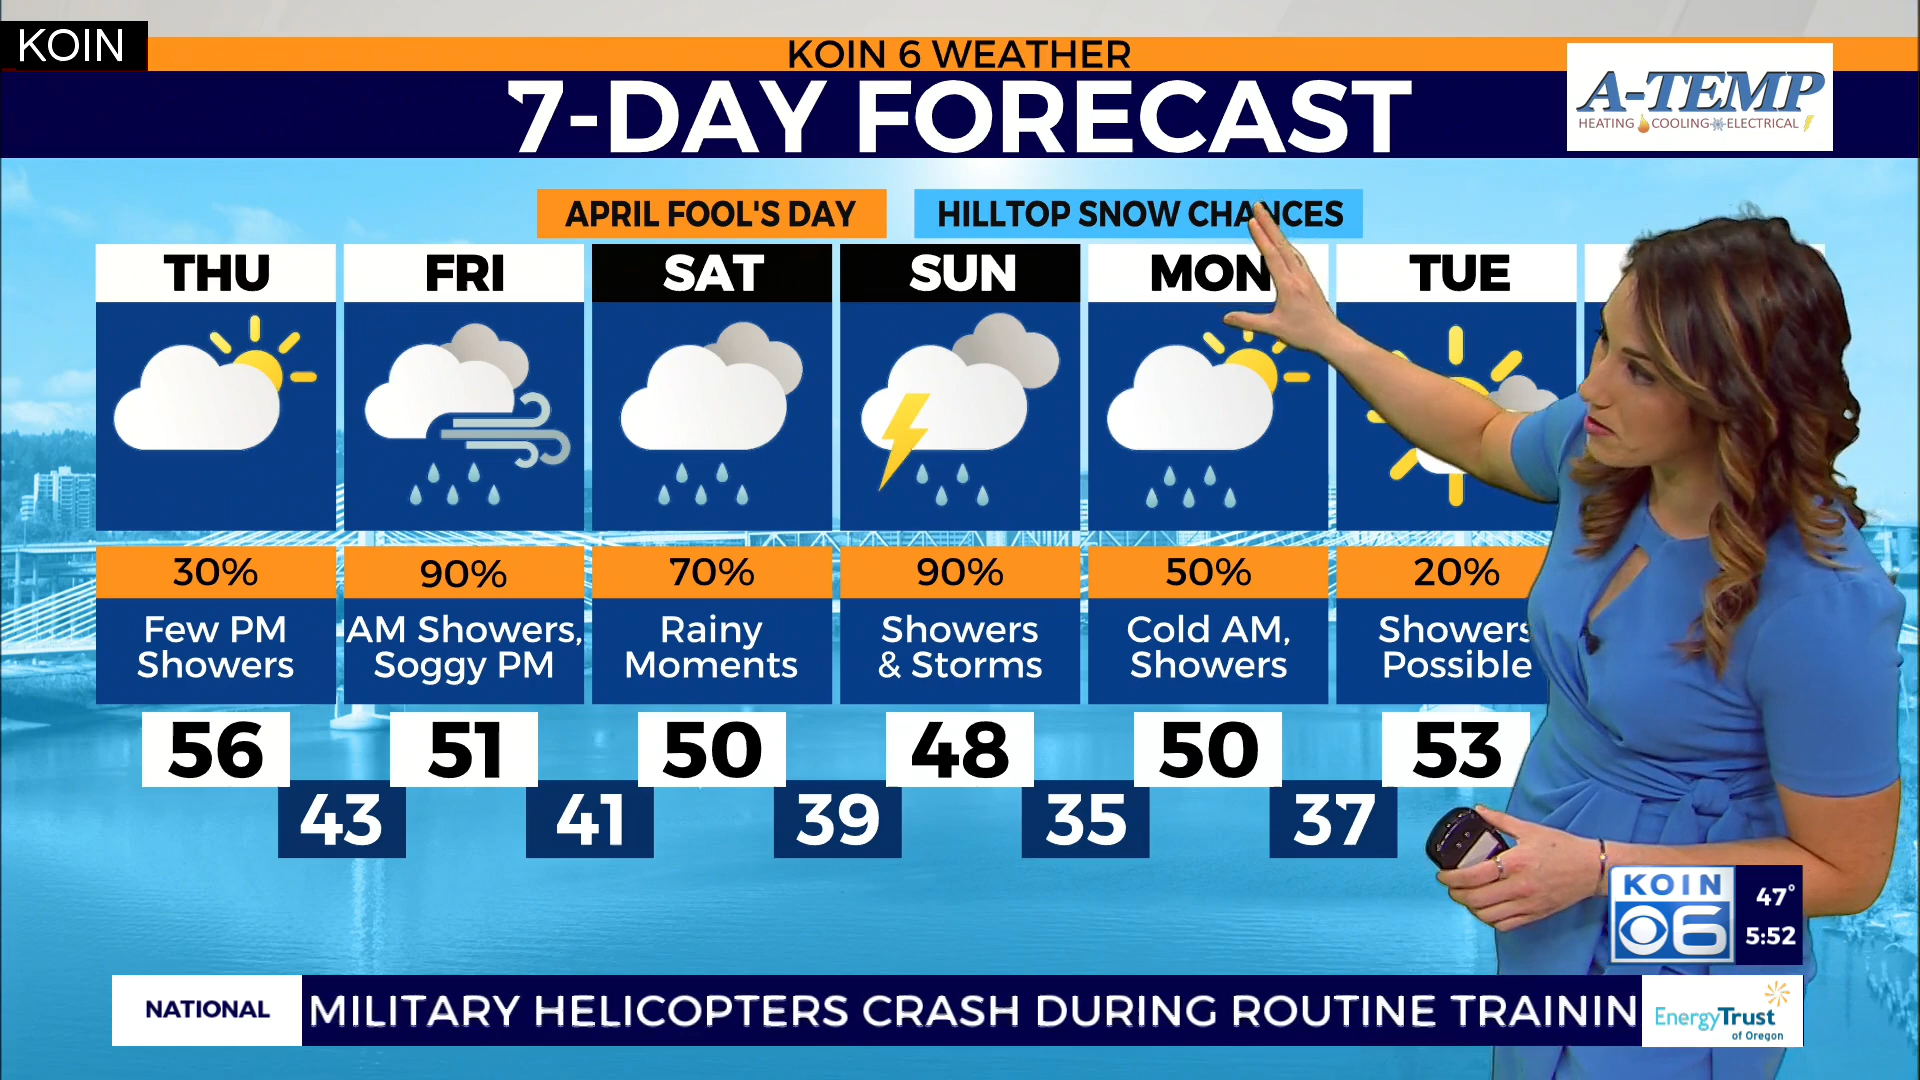 KOIN
KOIN 6 WEATHER
7-DAY FORECAST
A-TEMP
HEATING COOLING ELECTRICAL
APRIL FOOL'S DAY
HILLTOP SNOW CHANCES
THU
FRI
SAT
SUN
MON
TUE
30%
90%
70%
90%
50%
20%
Few PM
Showers
AM Showers,
Soggy PM
Rainy
Moments
Showers
& Storms
Cold AM,
Showers
Showers
Possible
56
51
50
48
50
53
43
41
39
35
37
KOIN
6
47°
5:52
NATIONAL
MILITARY HELICOPTERS CRASH DURING ROUTINE TRAININ
EnergyTrust
of Oregon